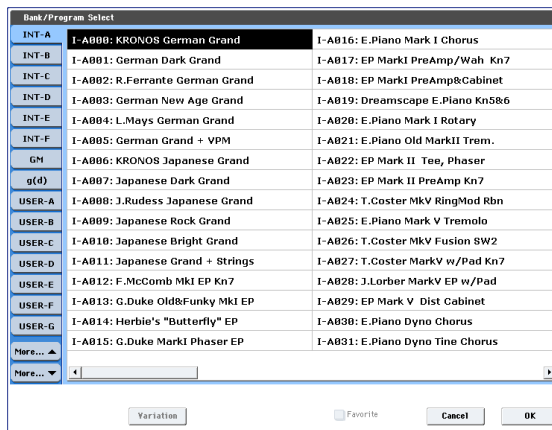 Bank/Program Select
INT-A
INT-B
INT-C
INT-D
INT-E
INT-F
GM
g(d)
USER-A
USER-B
USER-C
USER-D
USER-E
USER-F
USER-G
More...
More...
I-A000: KRONOS German Grand
I-A001: German Dark Grand
I-A002: R.Ferrante German Grand
I-A003: German New Age Grand
I-A004: L.Mays German Grand
I-A005: German Grand + VPM
I-A006: KRONOS Japanese Grand
I-A007: Japanese Dark Grand
I-A008: J.Rudess Japanese Grand
I-A009: Japanese Rock Grand
I-A010: Japanese Bright Grand
I-A011: Japanese Grand + Strings
I-A012: F.McComb MkI EP Kn7
I-A013: G.Duke Old&Funky MkI EP
I-A014: Herbie's "Butterfly" EP
I-A015: G.Duke MarkI Phaser EP
I-A016: E.Piano Mark I Chorus
I-A017: EP MarkI PreAmp/Wah Kn7
I-A018: EP MarkI PreAmp&Cabinet
I-A019: Dreamscape E.Piano Kn5&6
I-A020: E.Piano Mark I Rotary
I-A021: E.Piano Old MarkII Trem.
I-A022: EP Mark II Tee, Phaser
I-A023: EP Mark II PreAmp Kn7
I-A024: T.Coster MkV RingMod Rbn
I-A025: E.Piano Mark V Tremolo
I-A026: T.Coster MkV Fusion SW2
I-A027: T.Coster MarkV w/Pad Kn7
I-A028: J.Lorber MarkV EP w/Pad
I-A029: EP Mark V Dist Cabinet
I-A030: E.Piano Dyno Chorus
I-A031: E.Piano Dyno Tine Chorus
Variation
Favorite
Cancel
OK